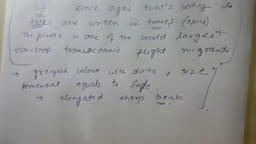 since ages that's why its
are written in (epics).
The plover is one of the world largest
non-stop transoceanic flight migrants
→ greyish colour with dots, size
somewhat equals to
→ elongated sharp beak